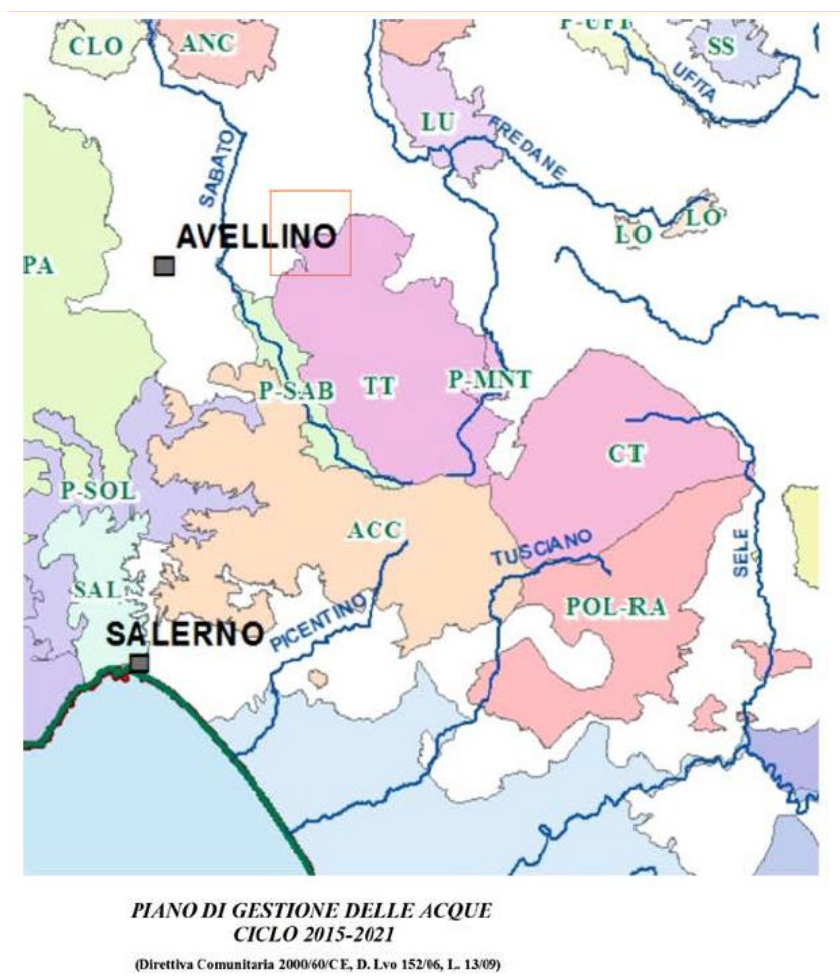 P-UFI
CLO
ANC
SS
UFITA
LU
FREDANE
SABATO
LO
LO
AVELLINO
PA
P-SAB
TT
P-MNT
CT
P-SOL
ACC
TUSCIANO
SELE
SAL
POL-RA
SALERNO
PICENTINO
PIANO DI GESTIONE DELLE ACQUE
CICLO 2015-2021
(Direttiva Comunitaria 2000/60/CE, D. Lvo 152/06, L. 13/09)